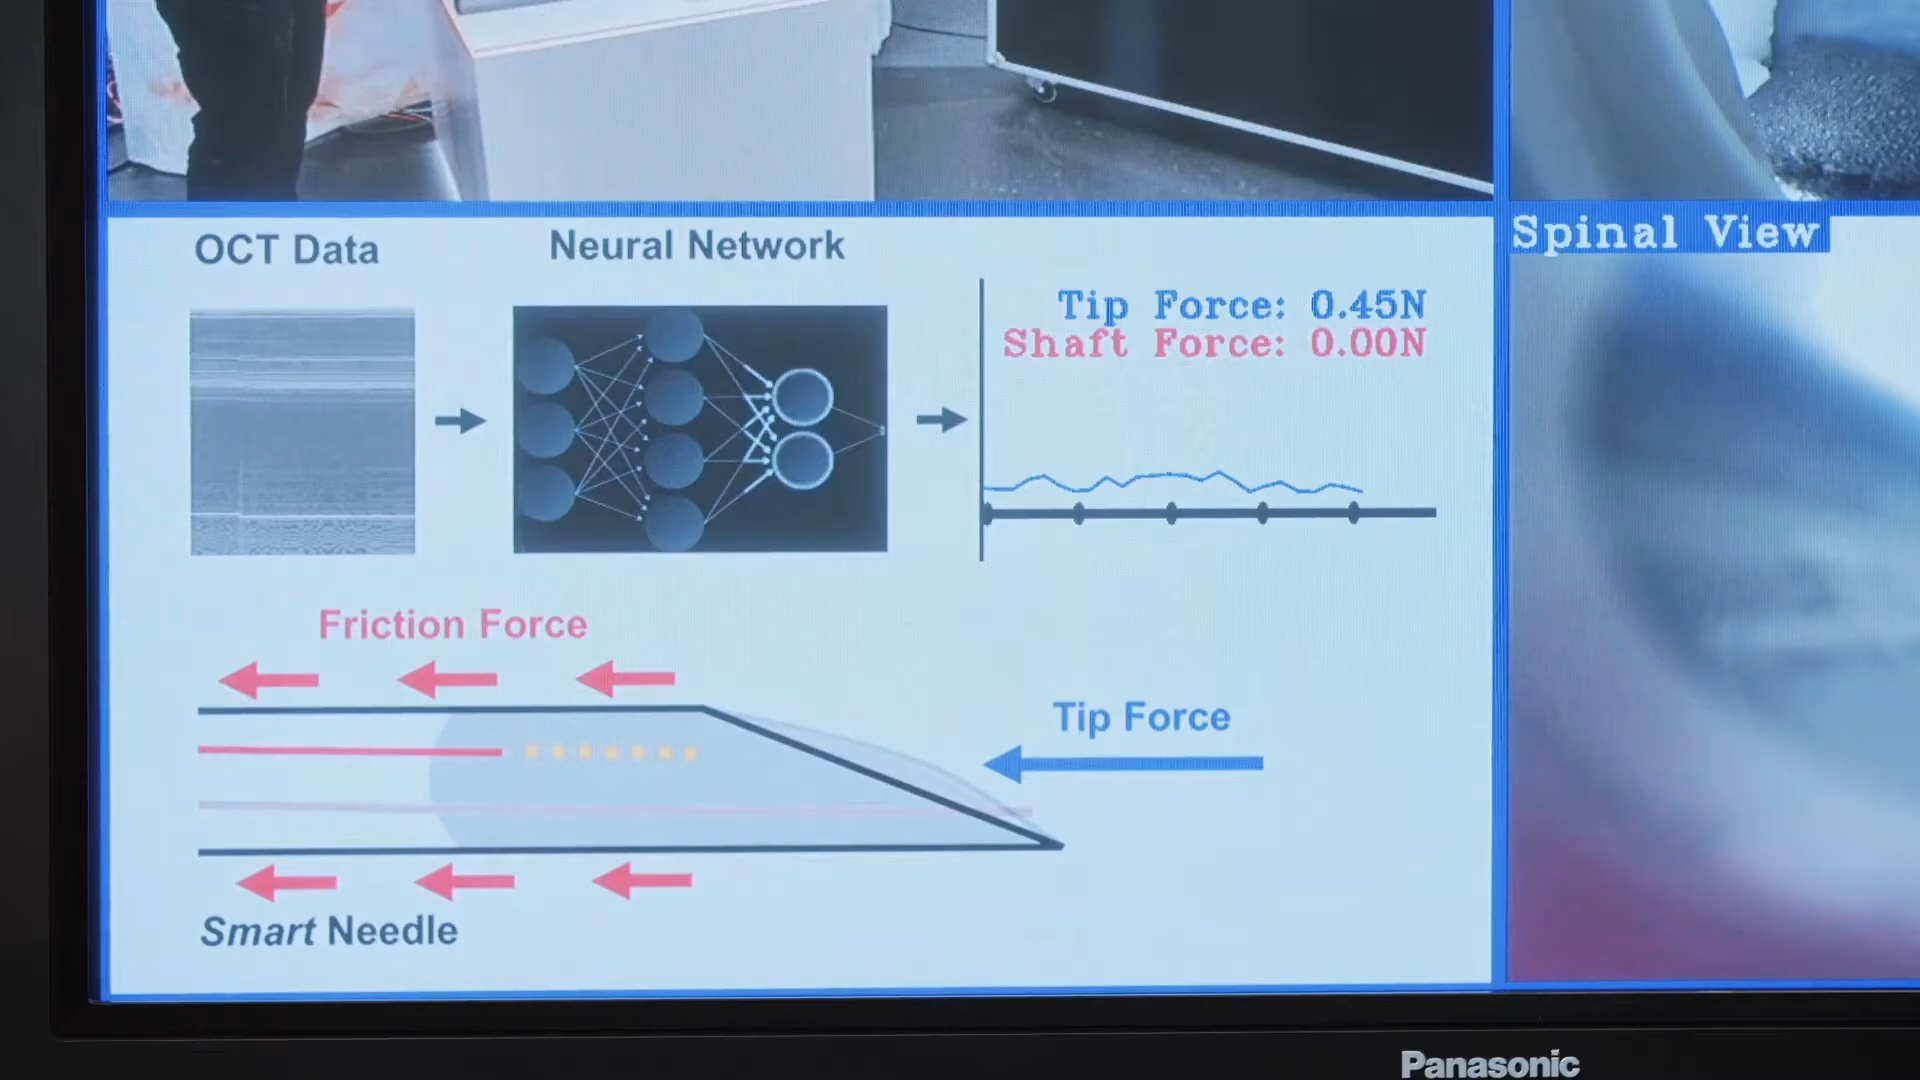 OCT Data
Neural Network
Spinal View
Tip Force: 0.45N
Shaft Force: 0.00N
Friction Force
Tip Force
Smart Needle
Panasonic